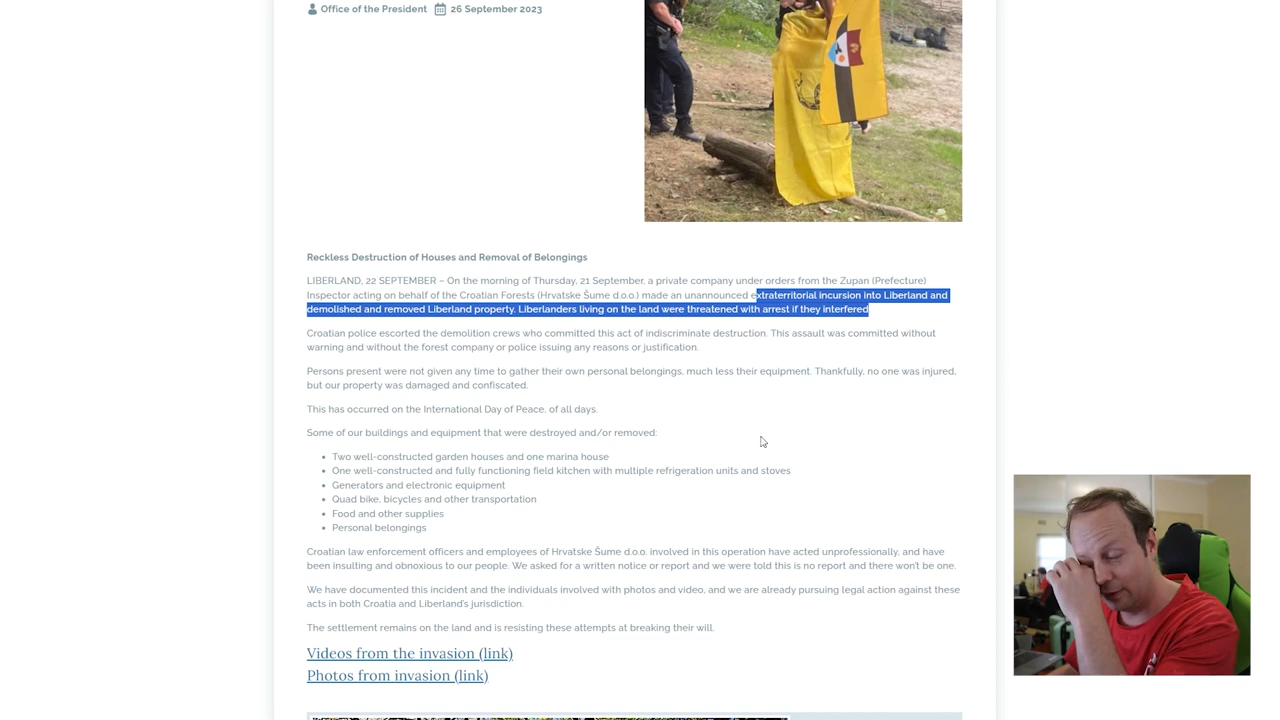 Office of the President 26 September 2023
Reckless Destruction of Houses and Removal of Belongings
LIBERLAND, 22 SEPTEMBER – On the morning of Thursday, 21 September, a private company under orders from the Zupan (Prefecture)
Inspector acting on behalf of the Croatian Forests (Hrvatske Šume d.o.o.) made an unannounced extraterritorial incursion into Liberland and
demolished and removed Liberland property. Liberlanders living on the land were threatened with arrest if they interfered
Croatian police escorted the demolition crews who committed this act of indiscriminate destruction. This assault was committed without
warning and without the forest company or police issuing any reasons or justification.
Persons present were not given any time to gather their own personal belongings, much less their equipment. Thankfully, no one was injured,
but our property was damaged and confiscated.
This has occurred on the International Day of Peace, of all days.
Some of our buildings and equipment that were destroyed and/or removed:
• Two well-constructed garden houses and one marina house
• One well-constructed and fully functioning field kitchen with multiple refrigeration units and stoves
• Generators and electronic equipment
• Quad bike, bicycles and other transportation
• Food and other supplies
• Personal belongings
Croatian law enforcement officers and employees of Hrvatske Šume d.o.o. involved in this operation have acted unprofessionally, and have
been insulting and obnoxious to our people. We asked for a written notice or report and we were told this is no report and there won't be one.
We have documented this incident and the individuals involved with photos and video, and we are already pursuing legal action against these
acts in both Croatia and Liberland's jurisdiction.
The settlement remains on the land and is resisting these attempts at breaking their will.
Videos from the invasion (link)
Photos from invasion (link)